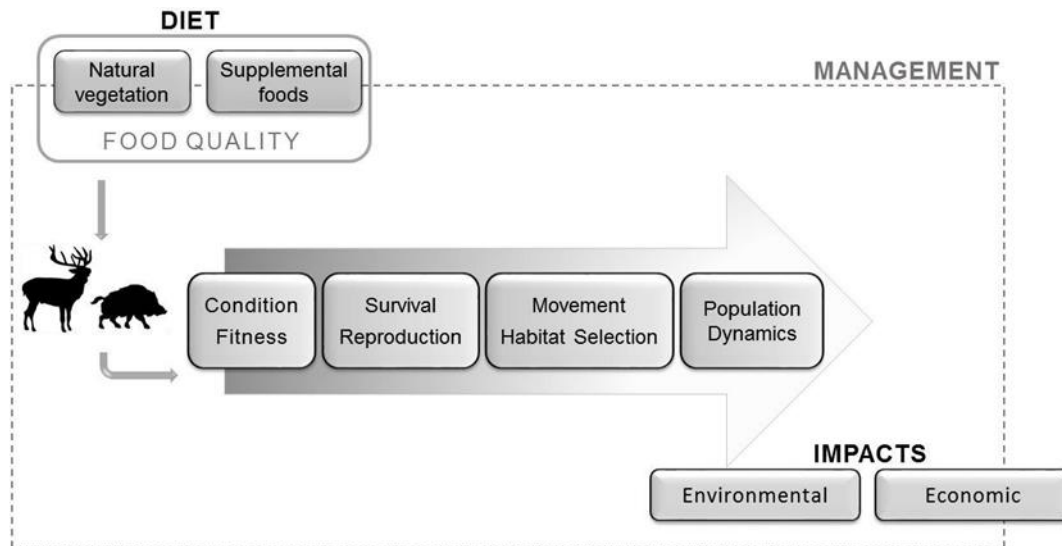 DIET
Natural
vegetation
Supplemental
foods
FOOD QUALITY
MANAGEMENT
Condition
Fitness
Survival
Reproduction
Movement
Habitat Selection
Population
Dynamics
IMPACTS
Environmental
Economic